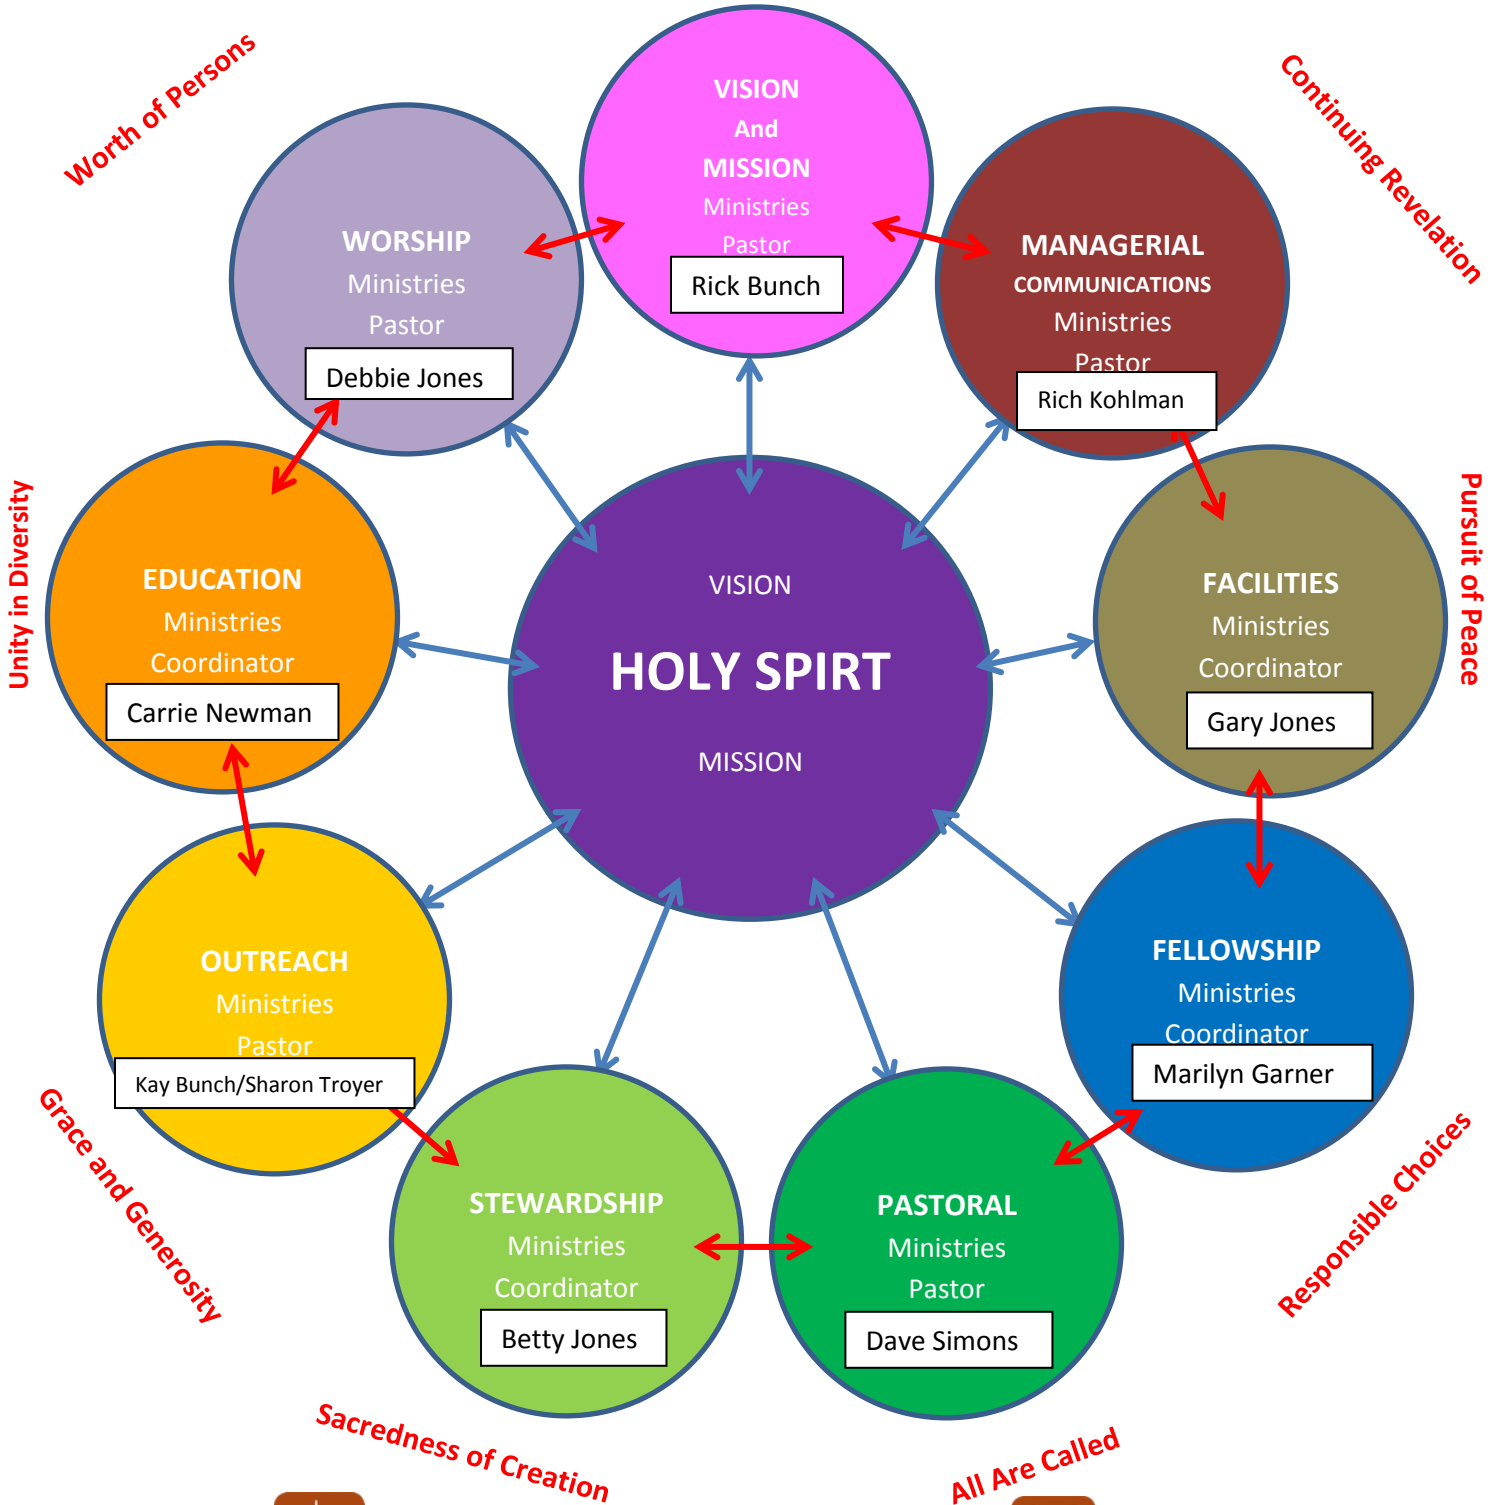 Worth of Persons
Continuing Revelation
VISION
And
MISSION
Ministries
Pastor
Rick Bunch
WORSHIP
Ministries
Pastor
Debbie Jones
MANAGERIAL
COMMUNICATIONS
Ministries
Pastor
Rich Kohlman
Unity in Diversity
EDUCATION
Ministries
Coordinator
Carrie Newman
VISION
HOLY SPIRT
MISSION
FACILITIES
Ministries
Coordinator
Gary Jones
Pursuit of Peace
OUTREACH
Ministries
Pastor
Kay Bunch/Sharon Troyer
FELLOWSHIP
Ministries
Coordinator
Marilyn Garner
Grace and Generosity
STEWARDSHIP
Ministries
Coordinator
Betty Jones
PASTORAL
Ministries
Pastor
Dave Simons
Responsible Choices
Sacredness of Creation
All Are Called